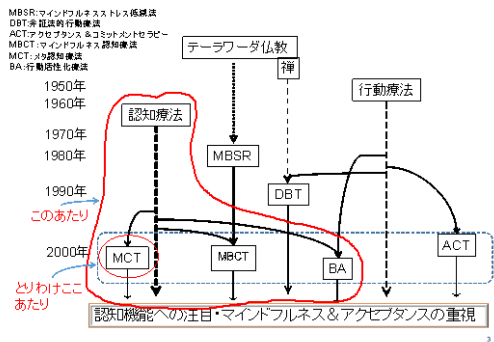 MBSR:マインドフルネスストレス低減法
DBT:弁証法的行動療法
ACT:アクセプタンス＆コミットメントセラピー
MBCT:マインドフルネス認知療法
MCT:メタ認知療法
BA:行動活性化療法
テーラワーダ仏教
禅
1950年
1960年
行動療法
認知療法
1970年
1980年
MBSR
1990年
DBT
このあたり
2000年
MCT
MBCT
BA
ACT
とりわけここ
あたり
認知機能への注目・マインドフルネス＆アクセプタンスの重視
3